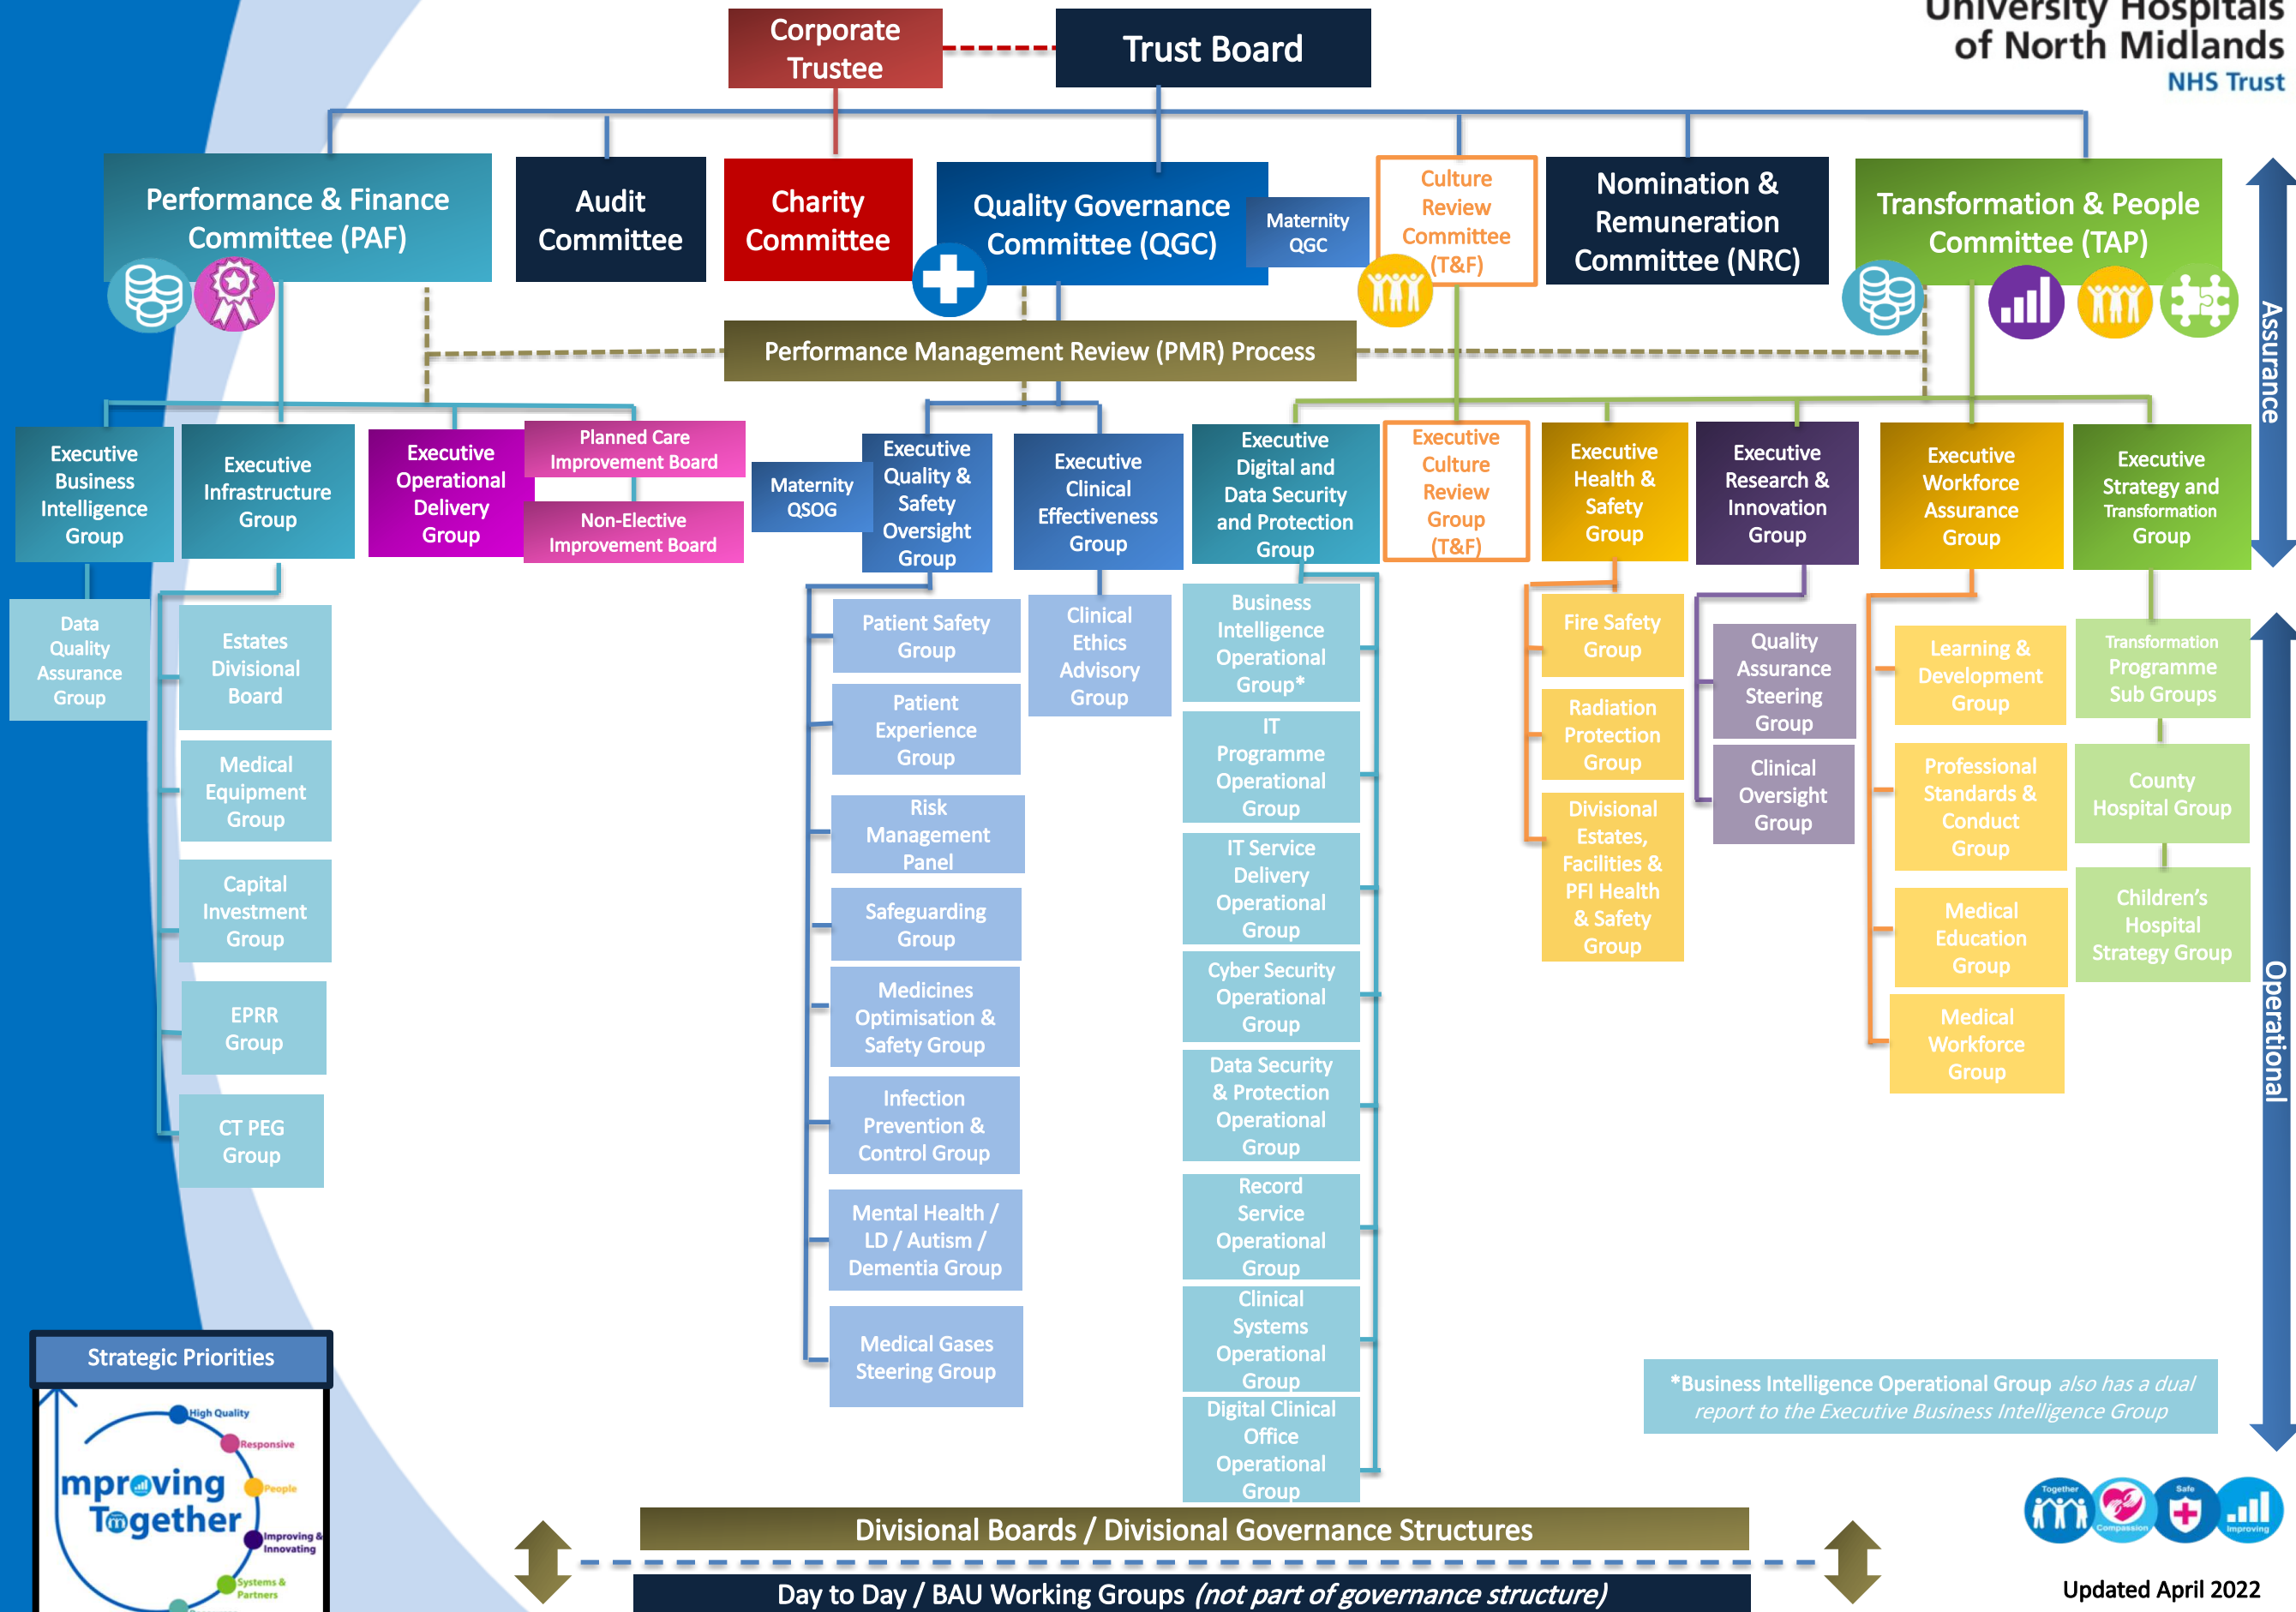 University Hospitals
of North Midlands
NHS Trust
Corporate
Trustee
Trust Board
Performance & Finance
Committee (PAF)
Audit
Committee
Charity
Committee
Quality Governance
Committee (QGC)
Maternity
QGC
Culture
Review
Committee
(T&F)
Nomination &
Remuneration
Committee (NRC)
Transformation & People
Committee (TAP)
Assurance
Performance Management Review (PMR) Process
Executive
Business
Intelligence
Group
Executive
Infrastructure
Group
Executive
Operational
Delivery
Group
Planned Care
Improvement Board
Non-Elective
Improvement Board
Maternity
QSOG
Executive
Quality &
Safety
Oversight
Group
Executive
Clinical
Effectiveness
Group
Executive
Digital and
Data Security
and Protection
Group
Executive
Culture
Review
Group
(T&F)
Executive
Health &
Safety
Group
Executive
Research &
Innovation
Group
Executive
Workforce
Assurance
Group
Executive
Strategy and
Transformation
Group
Data
Quality
Assurance
Group
Estates
Divisional
Board
Medical
Equipment
Group
Capital
Investment
Group
EPRR
Group
CT PEG
Group
Patient Safety
Group
Patient
Experience
Group
Risk
Management
Panel
Safeguarding
Group
Medicines
Optimisation &
Safety Group
Infection
Prevention &
Control Group
Mental Health /
LD / Autism /
Dementia Group
Medical Gases
Steering Group
Clinical
Ethics
Advisory
Group
Business
Intelligence
Operational
Group*
IT
Programme
Operational
Group
IT Service
Delivery
Operational
Group
Cyber Security
Operational
Group
Data Security
& Protection
Operational
Group
Record
Service
Operational
Group
Clinical
Systems
Operational
Group
Digital Clinical
Office
Operational
Group
Fire Safety
Group
Radiation
Protection
Group
Divisional
Estates,
Facilities &
PFI Health
& Safety
Group
Quality
Assurance
Steering
Group
Clinical
Oversight
Group
Learning &
Development
Group
Professional
Standards &
Conduct
Group
Medical
Education
Group
Medical
Workforce
Group
Transformation
Programme
Sub Groups
County
Hospital Group
Children's
Hospital
Strategy Group
Operational
*Business Intelligence Operational Group also has a dual
report to the Executive Business Intelligence Group
Strategic Priorities
High Quality
Responsive
People
Improving &
Innovating
Systems &
Partners
mproving
Together
Divisional Boards / Divisional Governance Structures
Day to Day / BAU Working Groups (not part of governance structure)
Together
Compassion
Safe
Improving
Updated April 2022